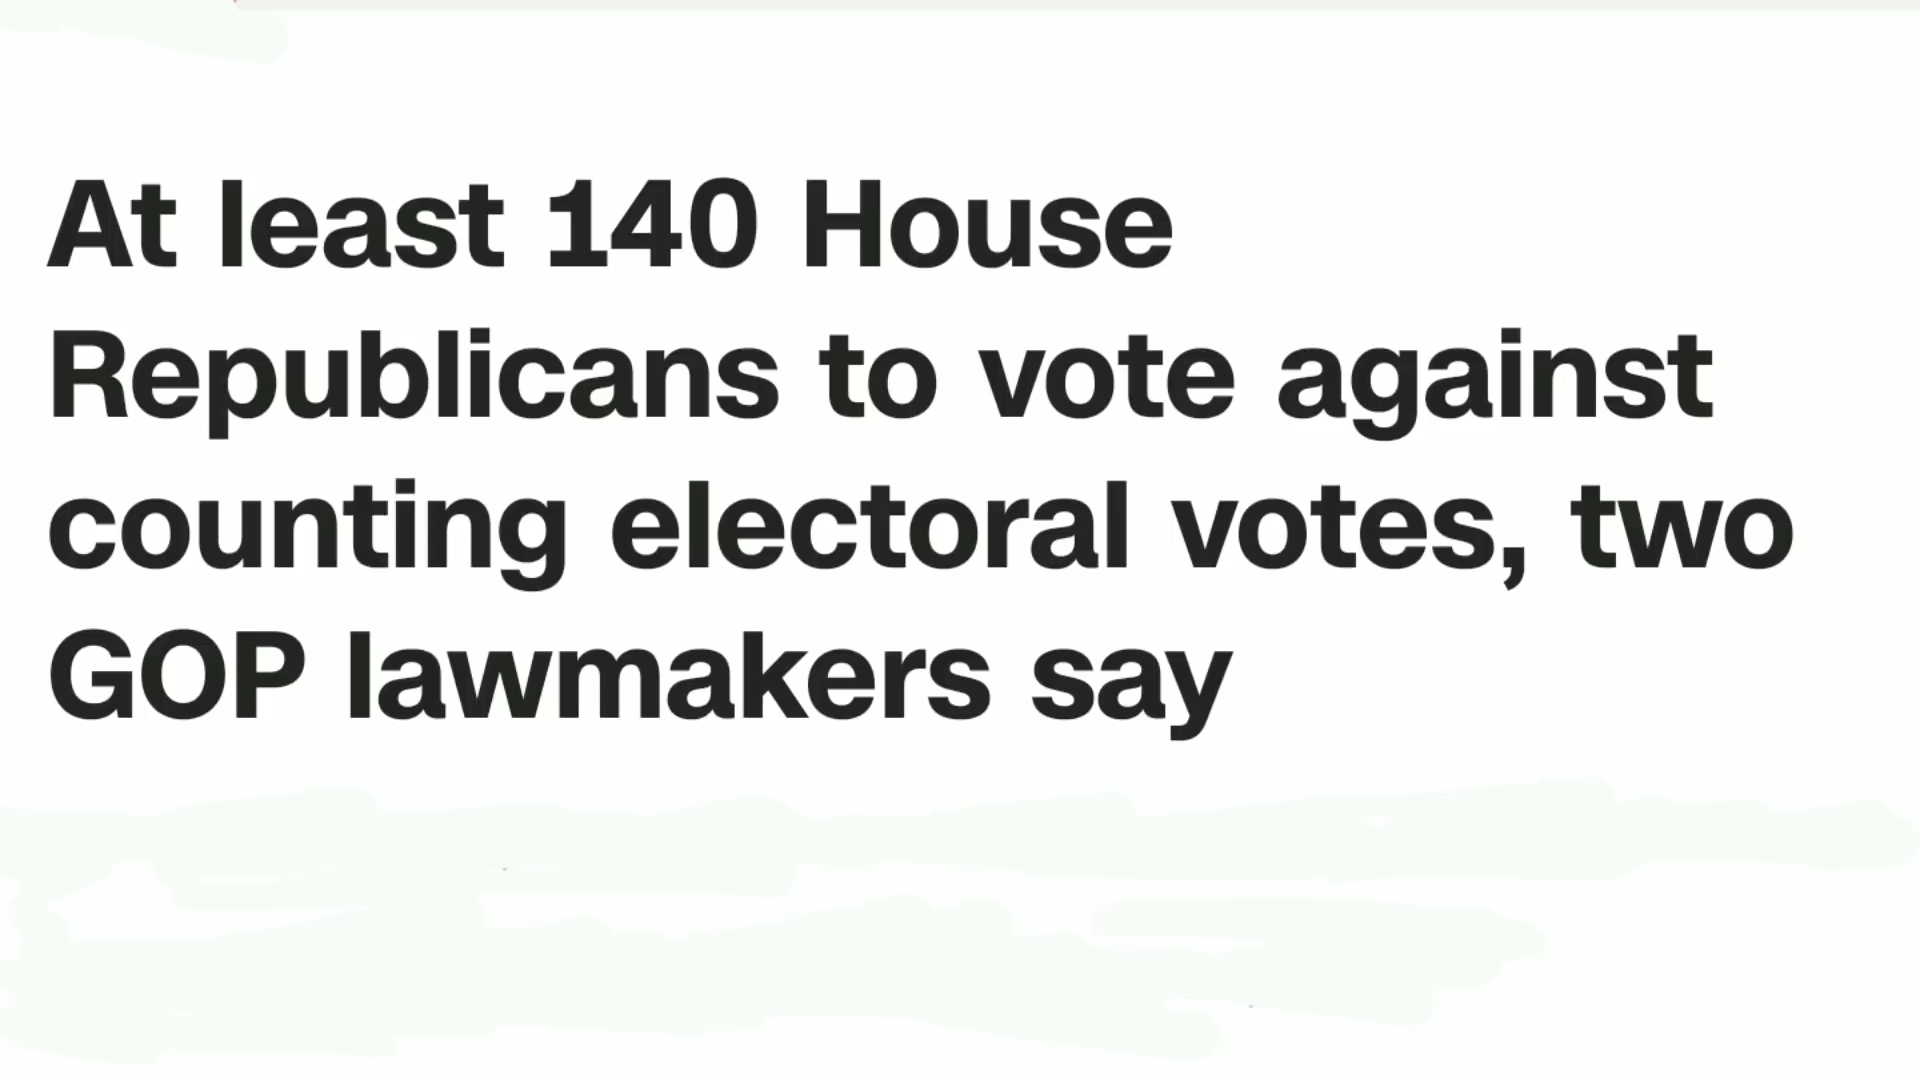 At least 140 House
Republicans to vote against
counting electoral votes, two
GOP lawmakers say